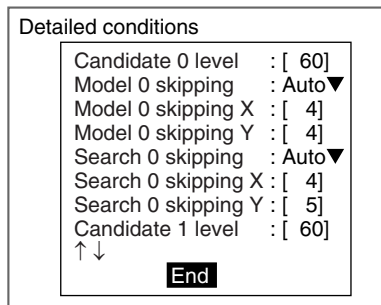 Detailed conditions
Candidate 0 level : [ 60]
Model 0 skipping : Auto▼
Model 0 skipping X : [ 4]
Model 0 skipping Y : [ 4]
Search 0 skipping : Auto▼
Search 0 skipping X : [ 4]
Search 0 skipping Y : [ 5]
Candidate 1 level : [ 60]
↑↓
End